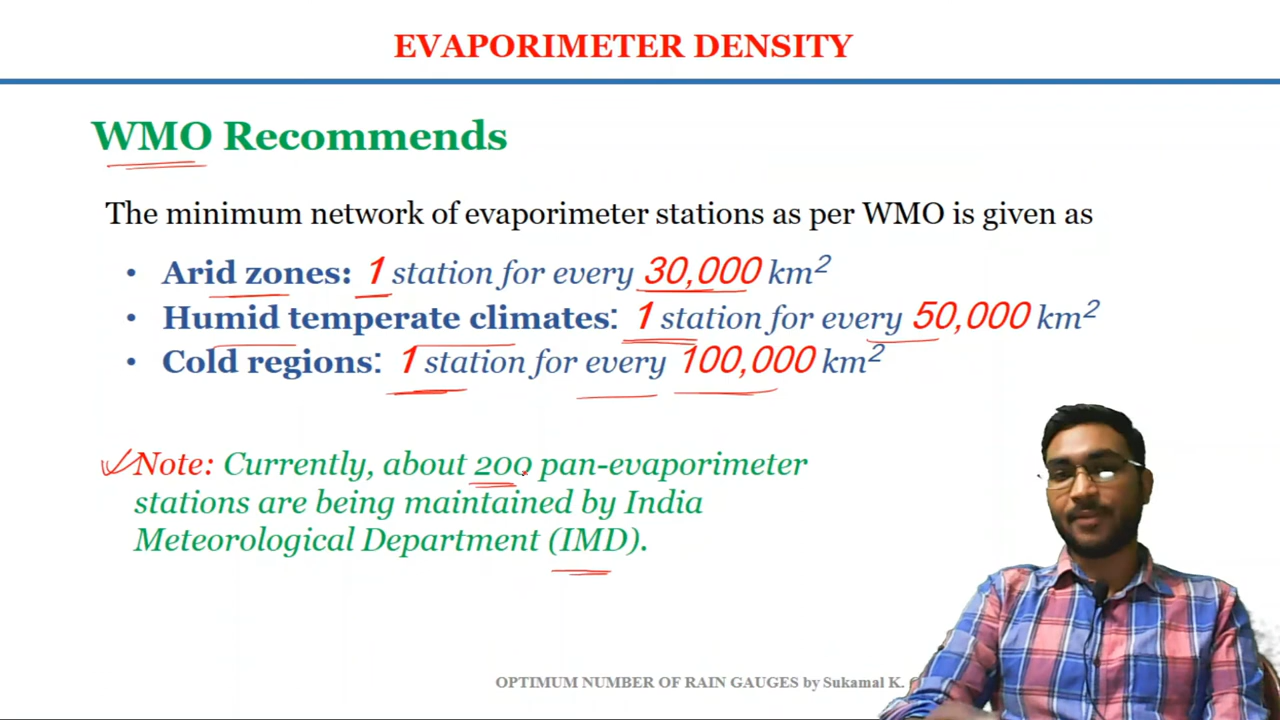 EVAPORIMETER DENSITY
WMO Recommends
The minimum network of evaporimeter stations as per WMO is given as
• Arid zones: 1 station for every 30,000 km²
• Humid temperate climates: 1 station for every 50,000 km²
• Cold regions: 1 station for every 100,000 km²
Note: Currently, about 200 pan-evaporimeter
stations are being maintained by India
Meteorological Department (IMD).
OPTIMUM NUMBER OF RAIN GAUGES by Sukamal K.